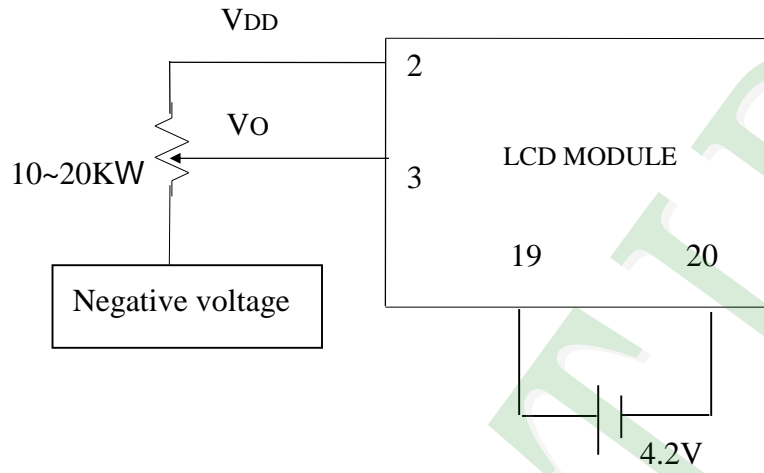 VDD
2
VO
LCD MODULE
10~20KW
3
19 20
Negative voltage
4.2V